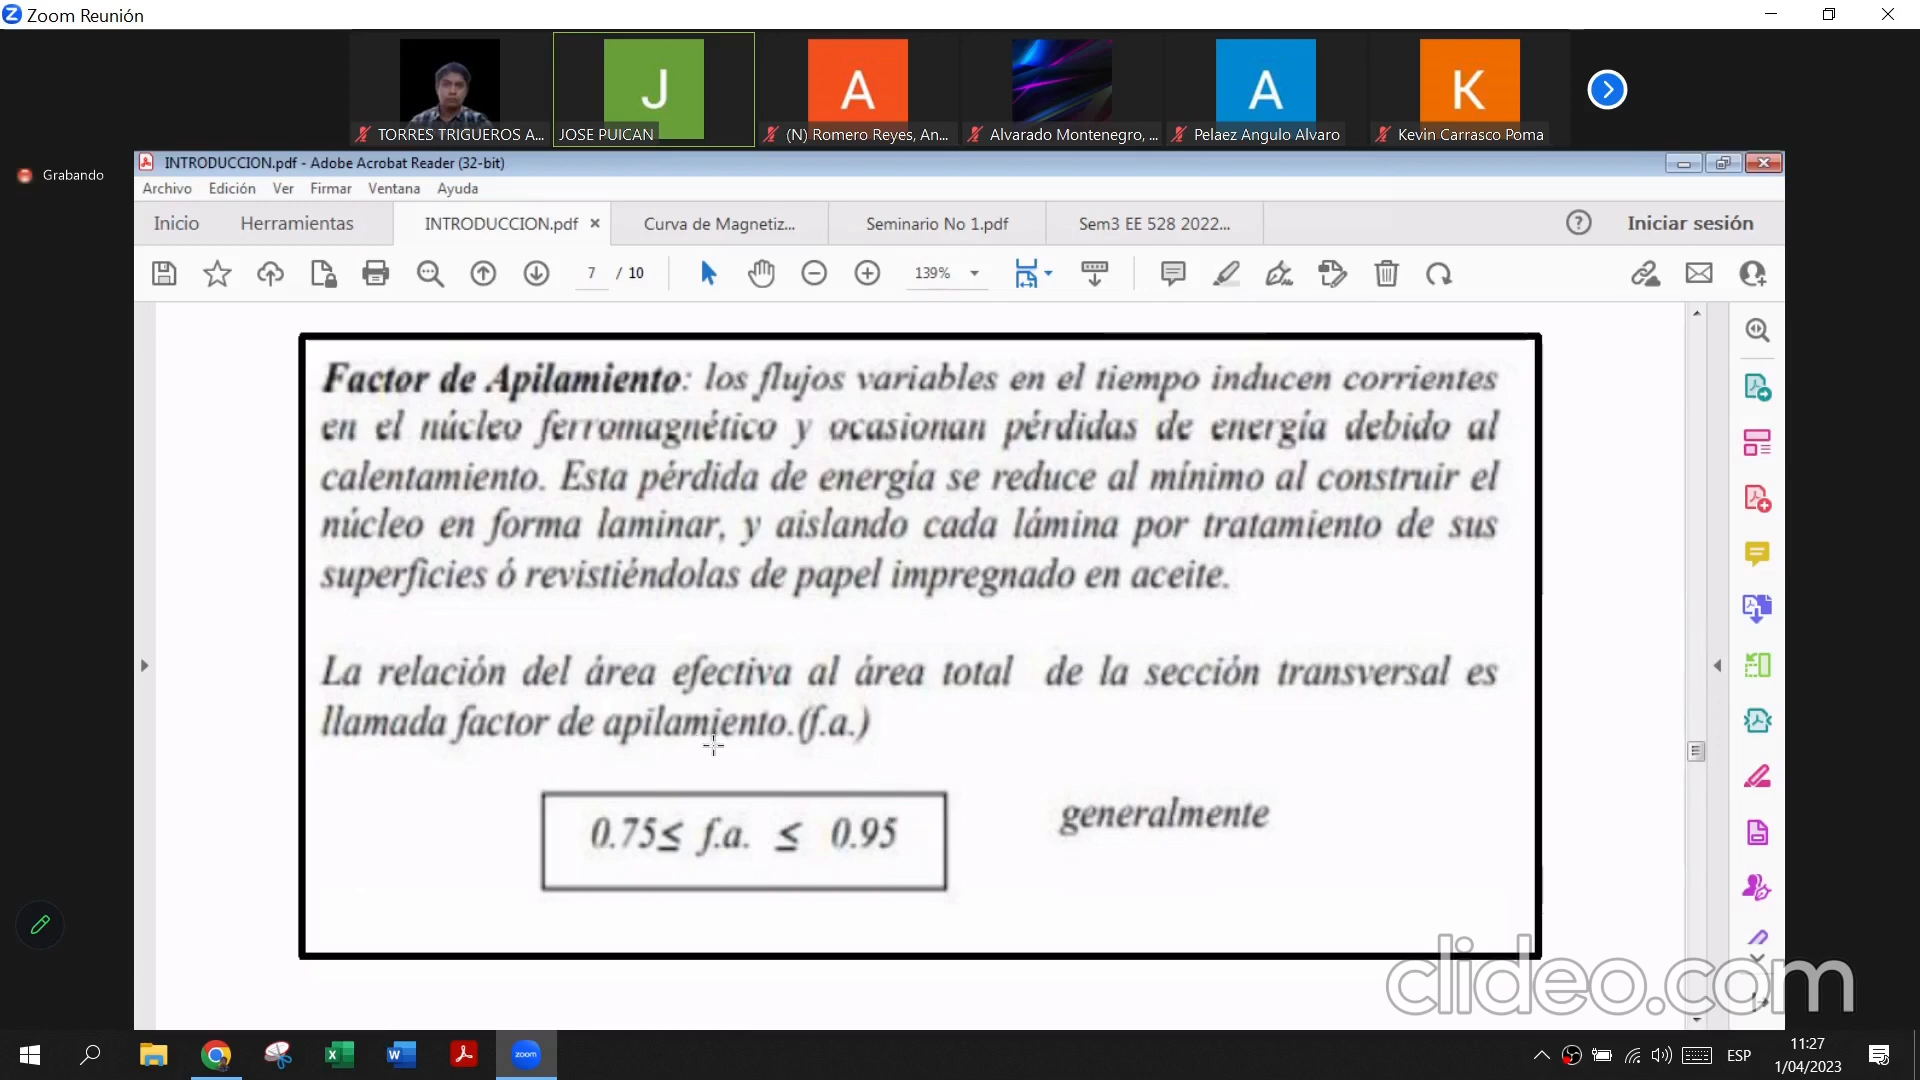 Zoom Reunión
J
A
A
K
TORRES TRIGUEROS A...
JOSE PUICAN
(N) Romero Reyes, An...
Alvarado Montenegro, ...
Pelaez Angulo Alvaro
Kevin Carrasco Poma
Grabando
INTRODUCCION.pdf - Adobe Acrobat Reader (32-bit)
Archivo Edición Ver Firmar Ventana Ayuda
Inicio Herramientas INTRODUCCION.pdf × Curva de Magnetiz... Seminario No 1.pdf Sem3 EE 528 2022... Iniciar sesión
7 / 10 139%
Factor de Apilamiento: los flujos variables en el tiempo inducen corrientes
en el núcleo ferromagnético y ocasionan pérdidas de energía debido al
calentamiento. Esta pérdida de energía se reduce al mínimo al construir el
núcleo en forma laminar, y aislando cada lámina por tratamiento de sus
superficies ó revistiéndolas de papel impregnado en aceite.
La relación del área efectiva al área total de la sección transversal es
llamada factor de apilamiento.(f.a.)
0.75≤ f.a. ≤ 0.95
generalmente
clideo.com
zoom
ESP
11:27
1/04/2023